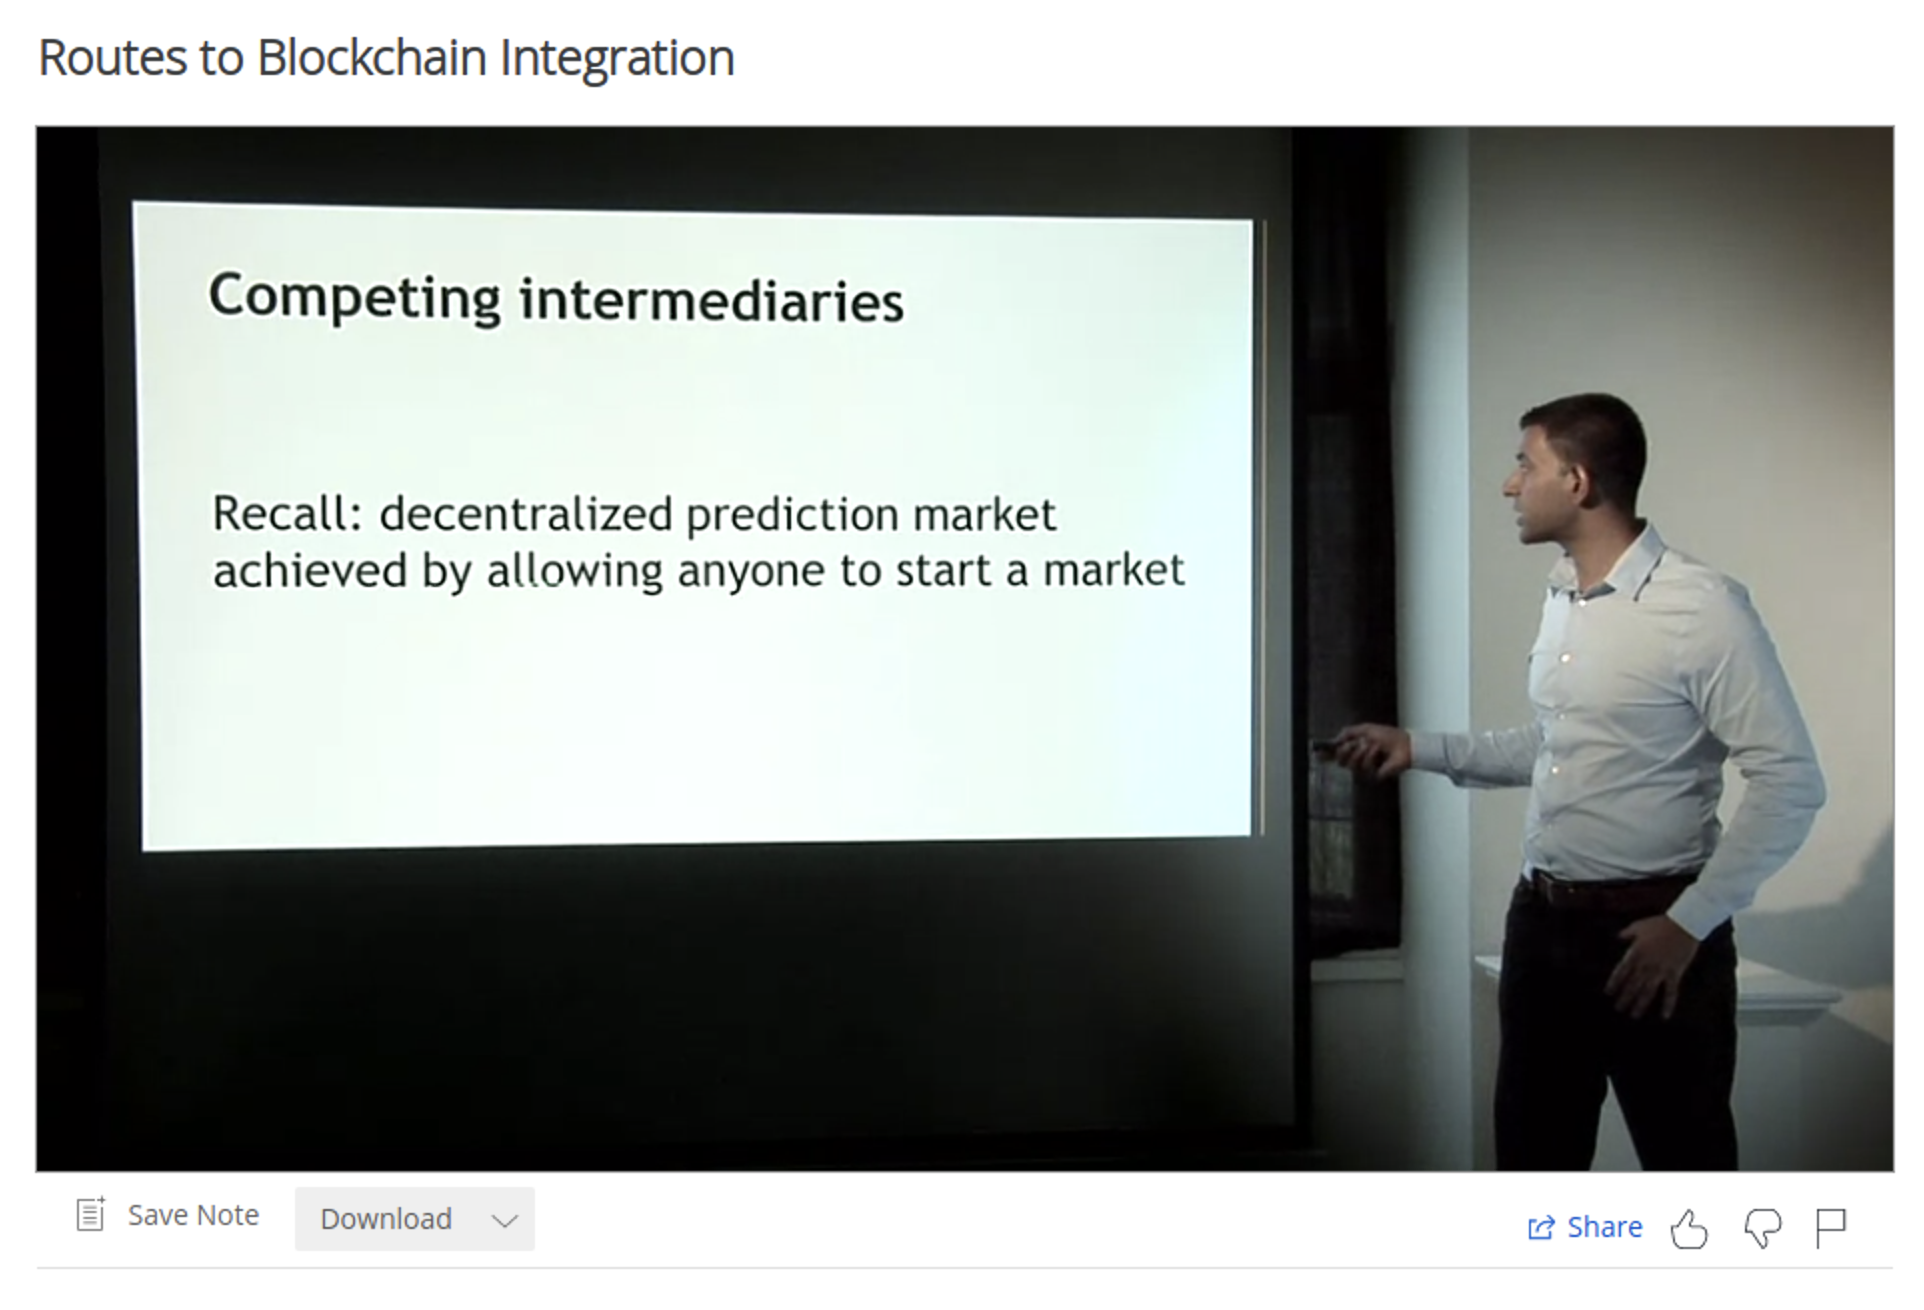 Routes to Blockchain Integration
Competing intermediaries
Recall: decentralized prediction market
achieved by allowing anyone to start a market
Save Note
Download
Share